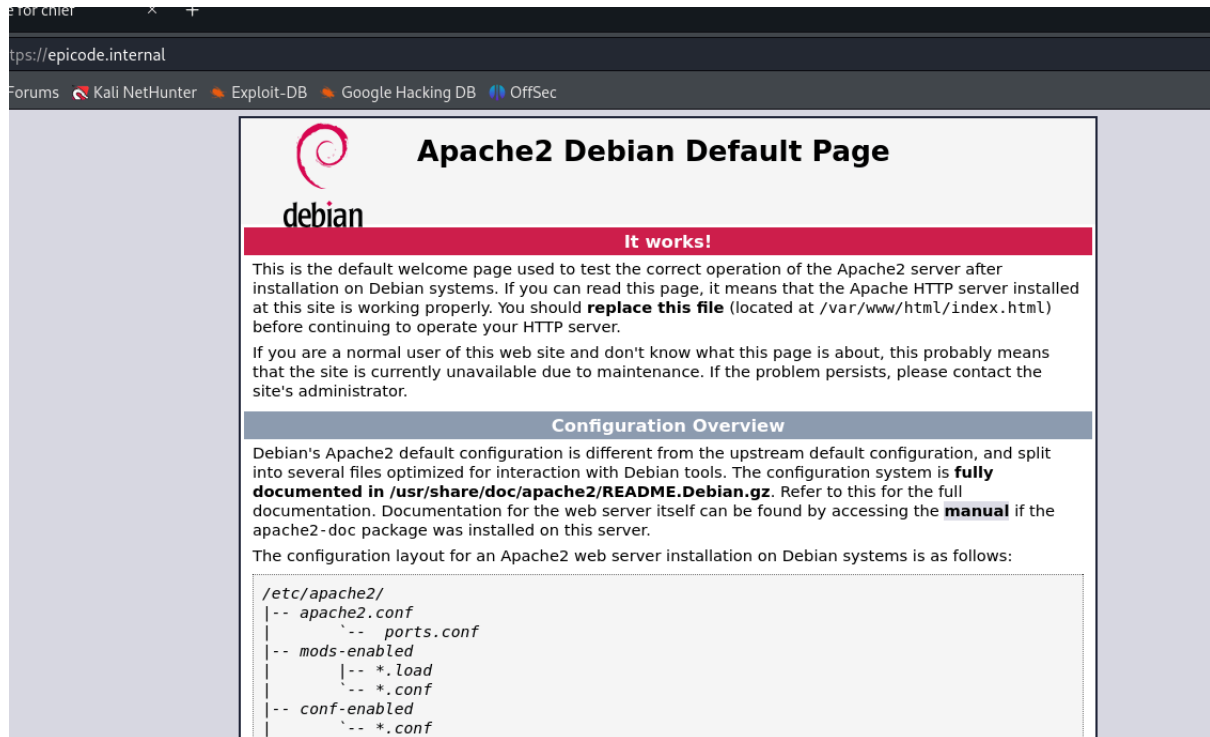 e for chief × +
tps://epicode.internal
Forums Kali NetHunter Exploit-DB Google Hacking DB OffSec
debian
Apache2 Debian Default Page
It works!
This is the default welcome page used to test the correct operation of the Apache2 server after
installation on Debian systems. If you can read this page, it means that the Apache HTTP server installed
at this site is working properly. You should replace this file (located at /var/www/html/index.html)
before continuing to operate your HTTP server.
If you are a normal user of this web site and don't know what this page is about, this probably means
that the site is currently unavailable due to maintenance. If the problem persists, please contact the
site's administrator.
Configuration Overview
Debian's Apache2 default configuration is different from the upstream default configuration, and split
into several files optimized for interaction with Debian tools. The configuration system is fully
documented in /usr/share/doc/apache2/README.Debian.gz. Refer to this for the full
documentation. Documentation for the web server itself can be found by accessing the manual if the
apache2-doc package was installed on this server.
The configuration layout for an Apache2 web server installation on Debian systems is as follows:
/etc/apache2/
|-- apache2.conf
|       `--  ports.conf
|-- mods-enabled
|       |-- *.load
|       `-- *.conf
|-- conf-enabled
|       `-- *.conf